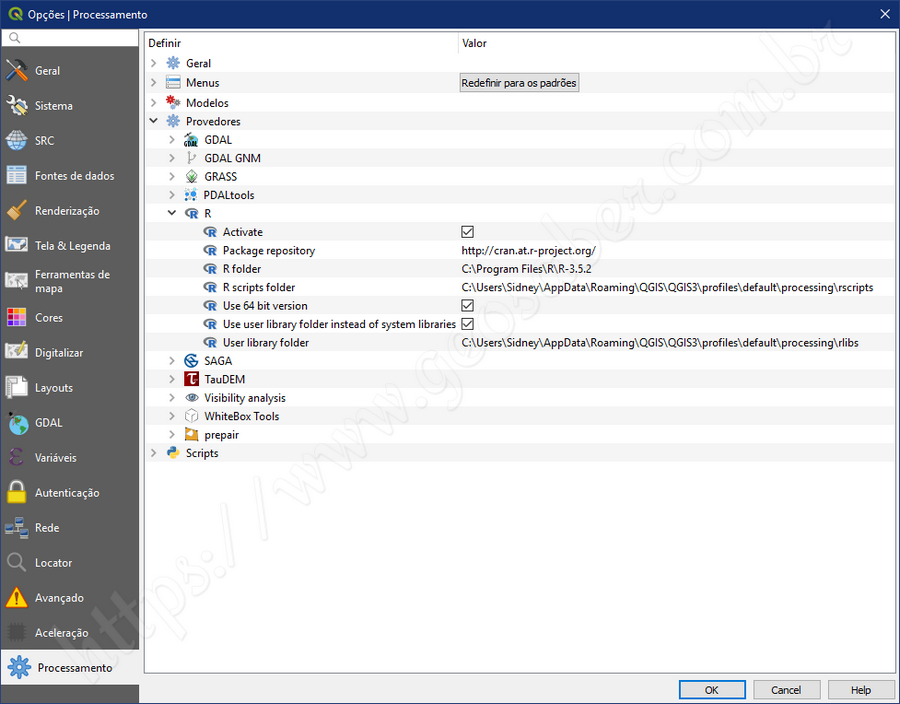 Opções | Processamento
Geral
Sistema
SRC
Fontes de dados
Renderização
Tela & Legenda
Ferramentas de
mapa
Cores
Digitalizar
Layouts
GDAL
Variáveis
Autenticação
Rede
Locator
Avançado
Aceleração
Processamento
Definir Valor
Geral
Menus Redefinir para os padrões
Modelos
Provedores
GDAL
GDAL GNM
GRASS
PDALtools
R
Activate
Package repository http://cran.at.r-project.org/
R folder C:\Program Files\R\R-3.5.2
R scripts folder C:\Users\Sidney\AppData\Roaming\QGIS\QGIS3\profiles\default\processing\rscripts
Use 64 bit version
Use user library folder instead of system libraries
User library folder C:\Users\Sidney\AppData\Roaming\QGIS\QGIS3\profiles\default\processing\rlibs
SAGA
TauDEM
Visibility analysis
WhiteBox Tools
prepair
Scripts
OK Cancel Help
https://www.geosaber.com.br